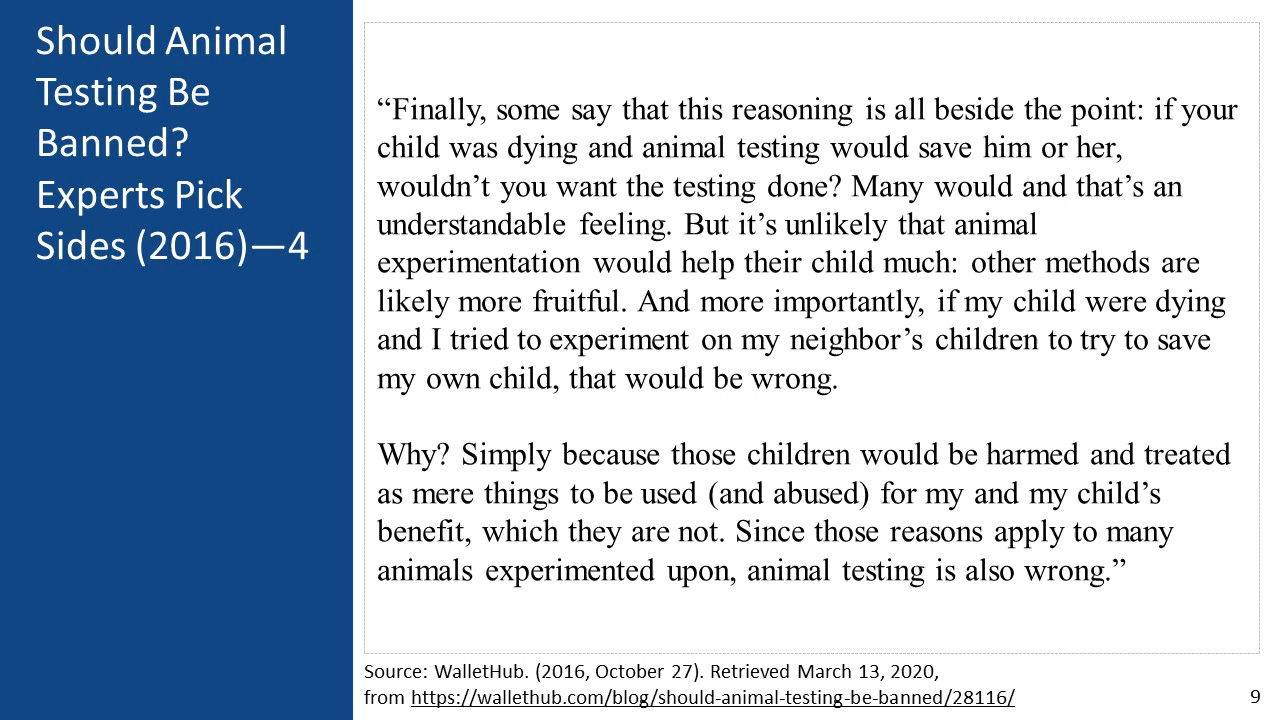 Should Animal
Testing Be
Banned?
Experts Pick
Sides (2016)—4
“Finally, some say that this reasoning is all beside the point: if your
child was dying and animal testing would save him or her,
wouldn’t you want the testing done? Many would and that’s an
understandable feeling. But it’s unlikely that animal
experimentation would help their child much: other methods are
likely more fruitful. And more importantly, if my child were dying
and I tried to experiment on my neighbor’s children to try to save
my own child, that would be wrong.
Why? Simply because those children would be harmed and treated
as mere things to be used (and abused) for my and my child’s
benefit, which they are not. Since those reasons apply to many
animals experimented upon, animal testing is also wrong.”
Source: WalletHub. (2016, October 27). Retrieved March 13, 2020,
from https://wallethub.com/blog/should-animal-testing-be-banned/28116/
9